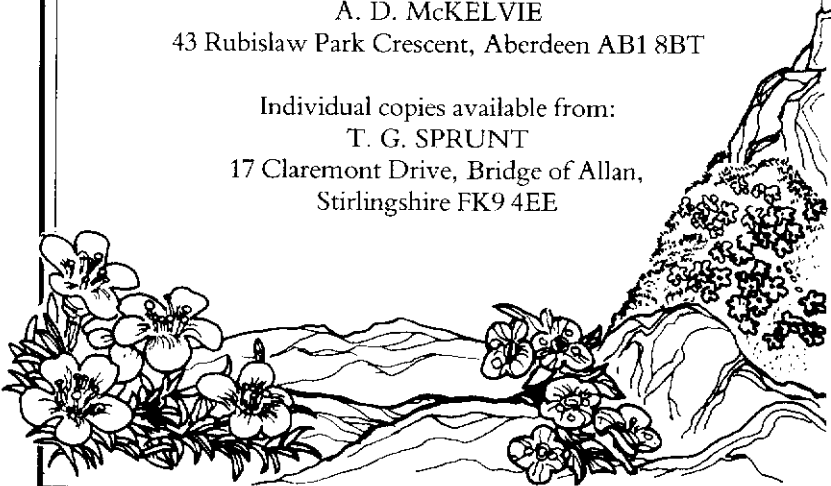 A. D. McKELVIE
43 Rubislaw Park Crescent, Aberdeen AB1 8BT
Individual copies available from:
T. G. SPRUNT
17 Claremont Drive, Bridge of Allan,
Stirlingshire FK9 4EE